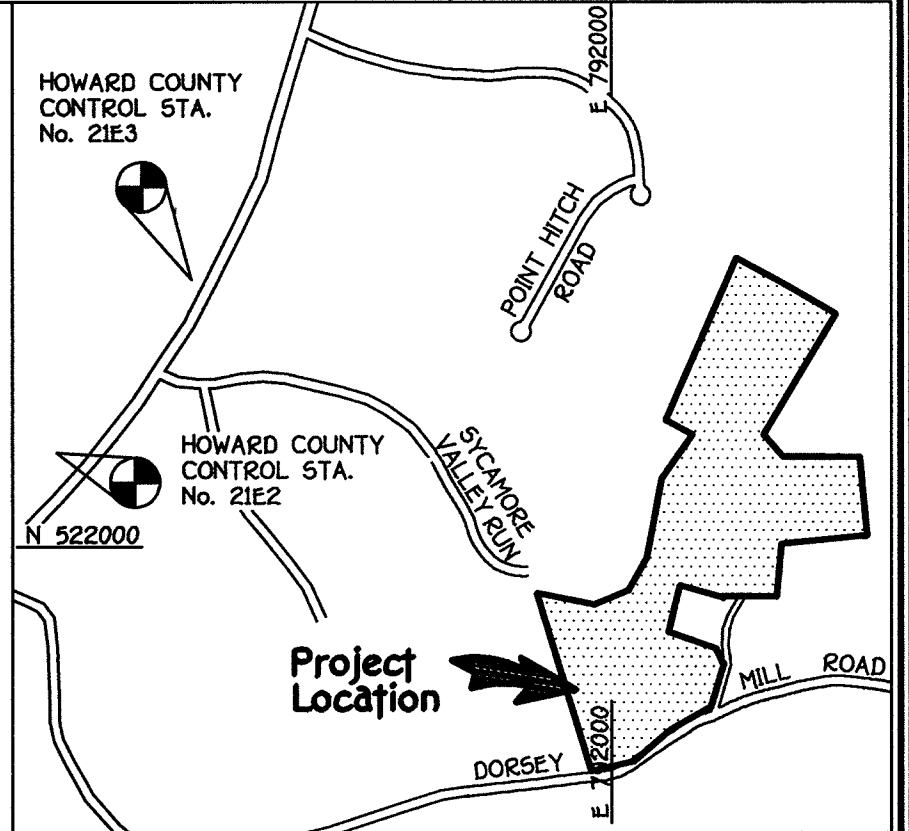 HOWARD COUNTY
CONTROL STA.
No. 21E3
E 792000
POINT HITCH
ROAD
HOWARD COUNTY
CONTROL STA.
No. 21E2
SYCAMORE
VALLEY RUN
N 522000
Project
Location
MILL ROAD
DORSEY
E 792000